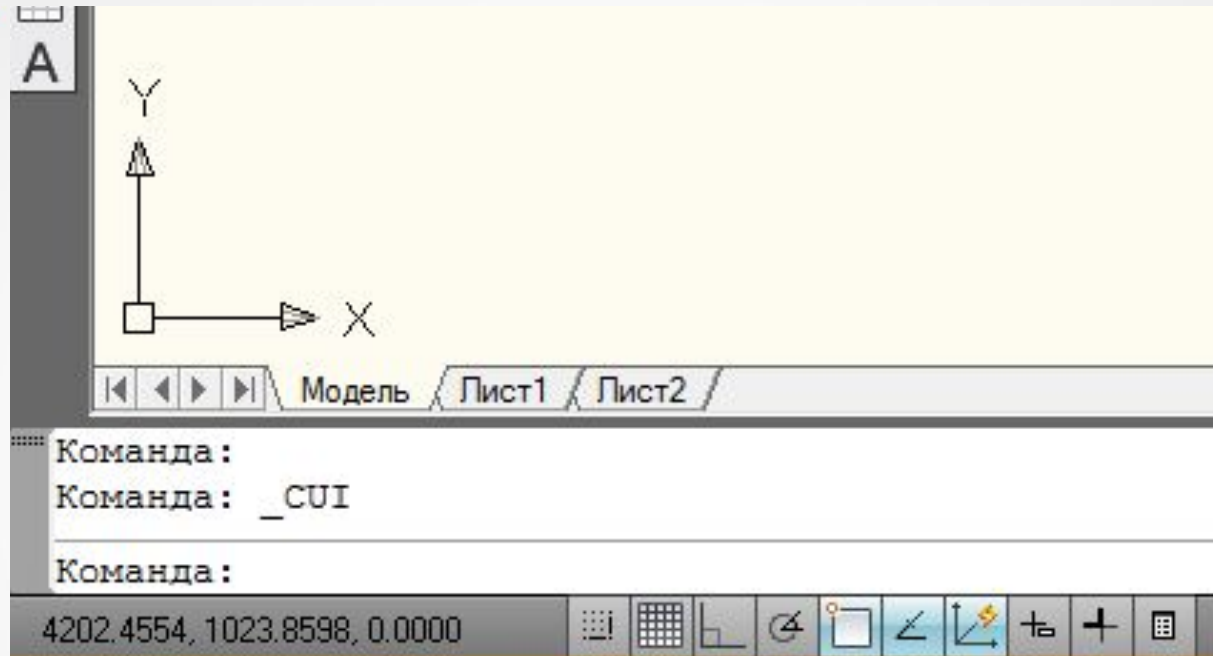 A
Y
X
Модель Лист1 Лист2
Команда:
Команда: _CUI
Команда:
4202.4554, 1023.8598, 0.0000